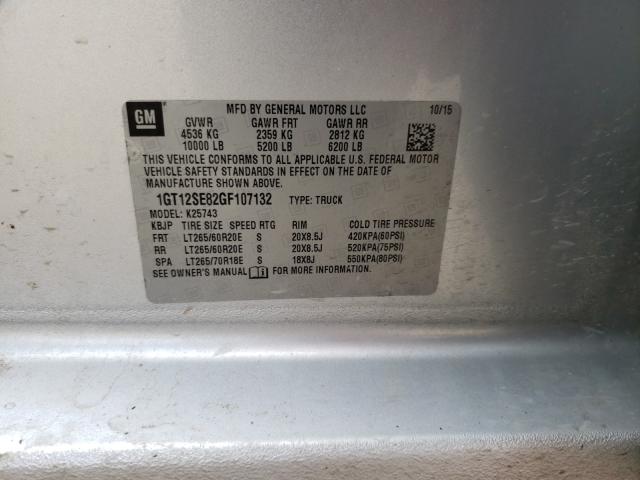 GM
MFD BY GENERAL MOTORS LLC 10/15
GVWR GAWR FRT GAWR RR
4536 KG 2359 KG 2812 KG
10000 LB 5200 LB 6200 LB
THIS VEHICLE CONFORMS TO ALL APPLICABLE U.S. FEDERAL MOTOR
VEHICLE SAFETY STANDARDS IN EFFECT ON THE DATE OF
MANUFACTURE SHOWN ABOVE.
1GT12SE82GF107132 TYPE: TRUCK
MODEL: K25743
KBJP TIRE SIZE SPEED RTG RIM COLD TIRE PRESSURE
FRT LT265/60R20E S 20X8.5J 420KPA(60PSI)
RR LT265/60R20E S 20X8.5J 520KPA(75PSI)
SPA LT265/70R18E S 18X8J 550KPA(80PSI)
SEE OWNER'S MANUAL FOR MORE INFORMATION.